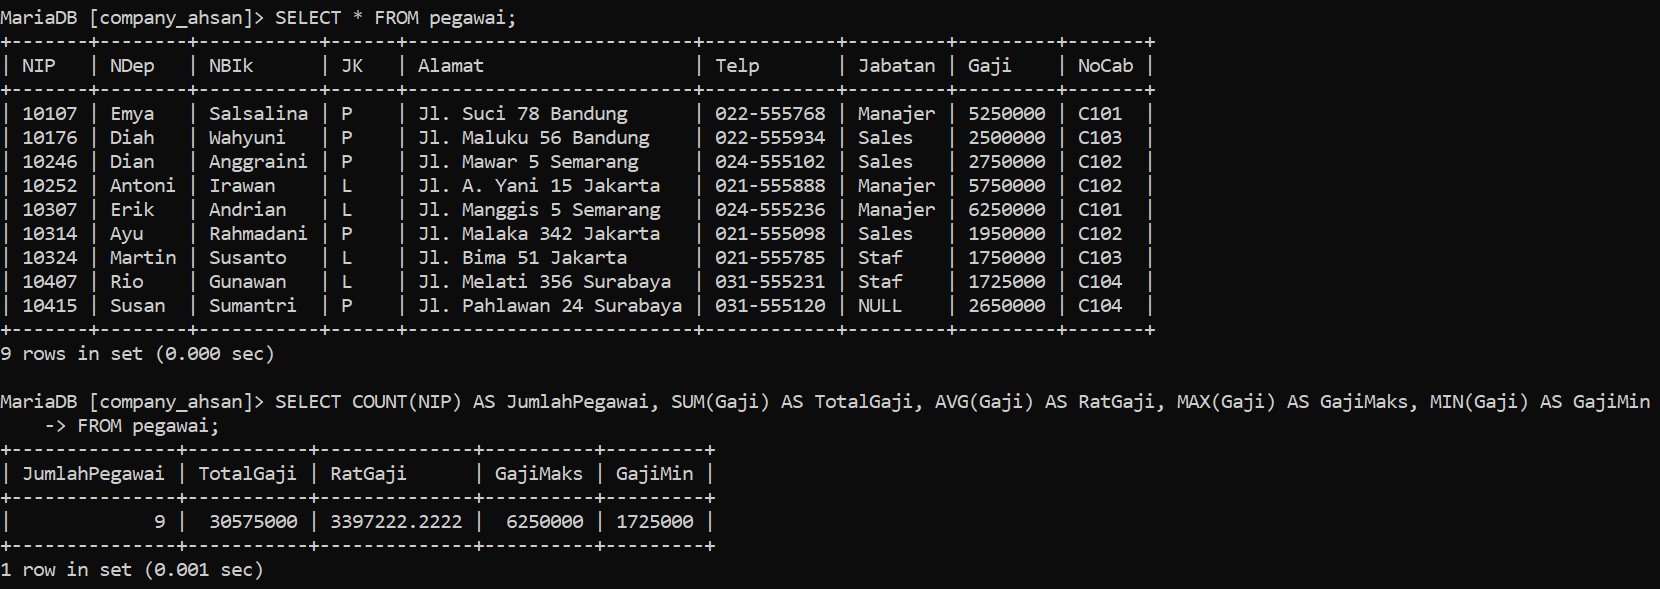 MariaDB [company_ahsan]> SELECT * FROM pegawai;
+-------+--------+-----------+------+--------------------------+------------+---------+---------+-------+
| NIP   | NDep   | NBIk      | JK   | Alamat                   | Telp       | Jabatan | Gaji    | NoCab |
+-------+--------+-----------+------+--------------------------+------------+---------+---------+-------+
| 10107 | Emya   | Salsalina | P    | Jl. Suci 78 Bandung      | 022-555768 | Manajer | 5250000 | C101  |
| 10176 | Diah   | Wahyuni   | P    | Jl. Maluku 56 Bandung    | 022-555934 | Sales   | 2500000 | C103  |
| 10246 | Dian   | Anggraini | P    | Jl. Mawar 5 Semarang     | 024-555102 | Sales   | 2750000 | C102  |
| 10252 | Antoni | Irawan    | L    | Jl. A. Yani 15 Jakarta   | 021-555888 | Manajer | 5750000 | C102  |
| 10307 | Erik   | Andrian   | L    | Jl. Manggis 5 Semarang   | 024-555236 | Manajer | 6250000 | C101  |
| 10314 | Ayu    | Rahmadani | P    | Jl. Malaka 342 Jakarta   | 021-555098 | Sales   | 1950000 | C102  |
| 10324 | Martin | Susanto   | L    | Jl. Bima 51 Jakarta      | 021-555785 | Staf    | 1750000 | C103  |
| 10407 | Rio    | Gunawan   | L    | Jl. Melati 356 Surabaya  | 031-555231 | Staf    | 1725000 | C104  |
| 10415 | Susan  | Sumantri  | P    | Jl. Pahlawan 24 Surabaya | 031-555120 | NULL    | 2650000 | C104  |
+-------+--------+-----------+------+--------------------------+------------+---------+---------+-------+
9 rows in set (0.000 sec)

MariaDB [company_ahsan]> SELECT COUNT(NIP) AS JumlahPegawai, SUM(Gaji) AS TotalGaji, AVG(Gaji) AS RatGaji, MAX(Gaji) AS GajiMaks, MIN(Gaji) AS GajiMin
    -> FROM pegawai;
+---------------+-----------+--------------+----------+---------+
| JumlahPegawai | TotalGaji | RatGaji      | GajiMaks | GajiMin |
+---------------+-----------+--------------+----------+---------+
|             9 |  30575000 | 3397222.2222 |  6250000 | 1725000 |
+---------------+-----------+--------------+----------+---------+
1 row in set (0.001 sec)